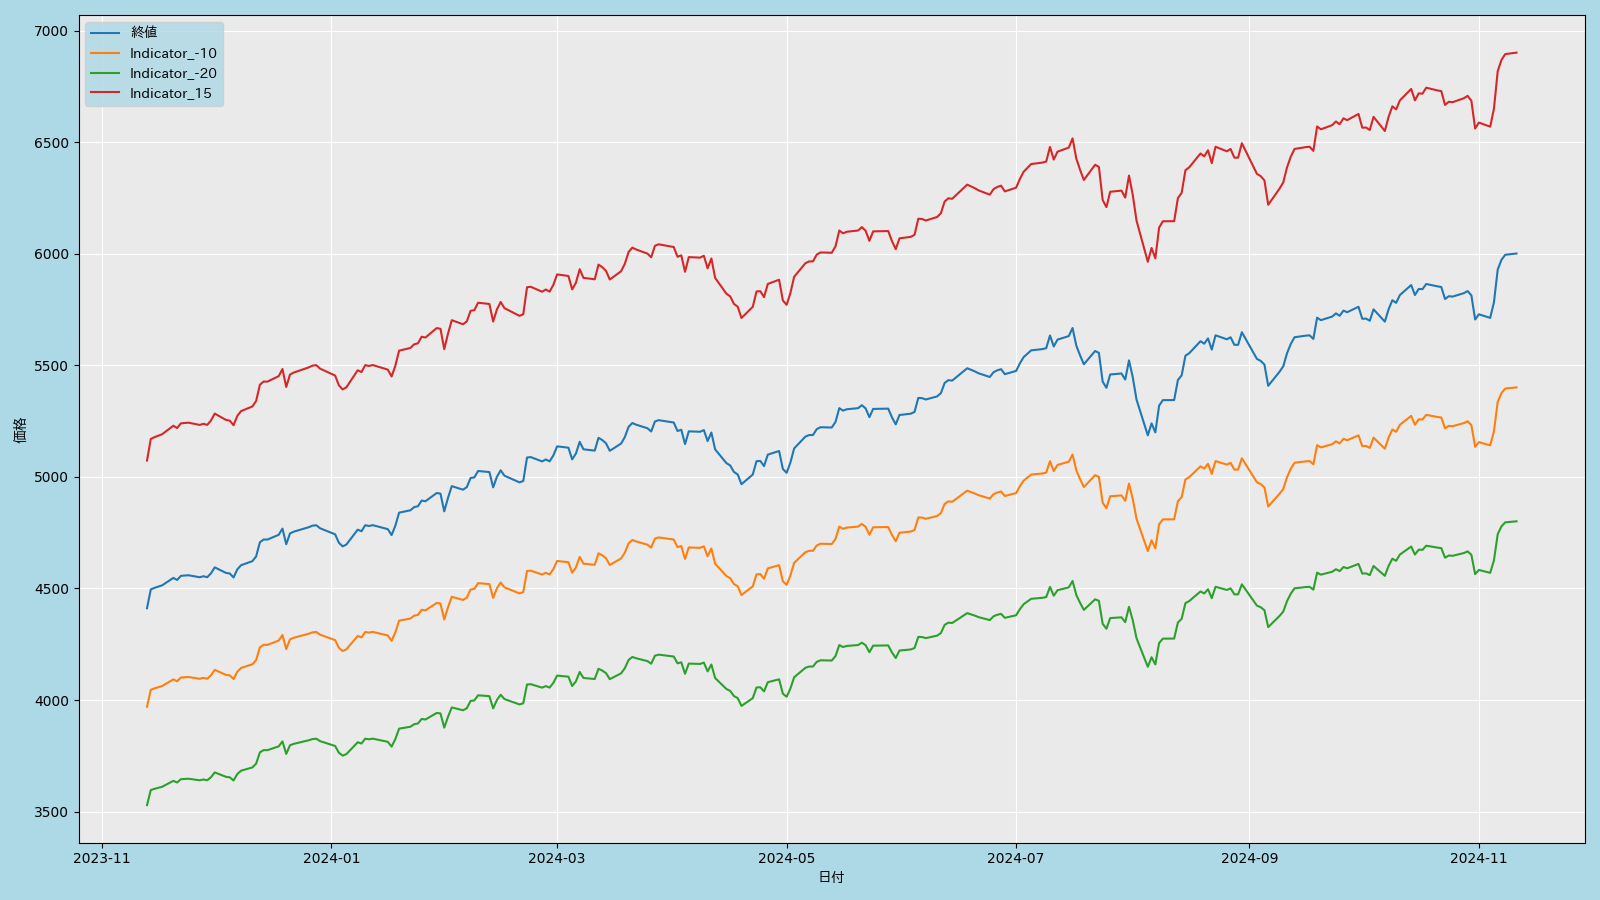 終値
Indicator_-10
Indicator_-20
Indicator_15
7000
6500
6000
5500
5000
4500
4000
3500
価格
2023-11 2024-01 2024-03 2024-05 2024-07 2024-09 2024-11
日付